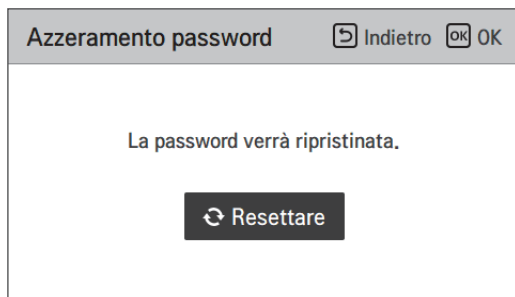 Azzeramento password Indietro OK OK
La password verrà ripristinata.
Resettare